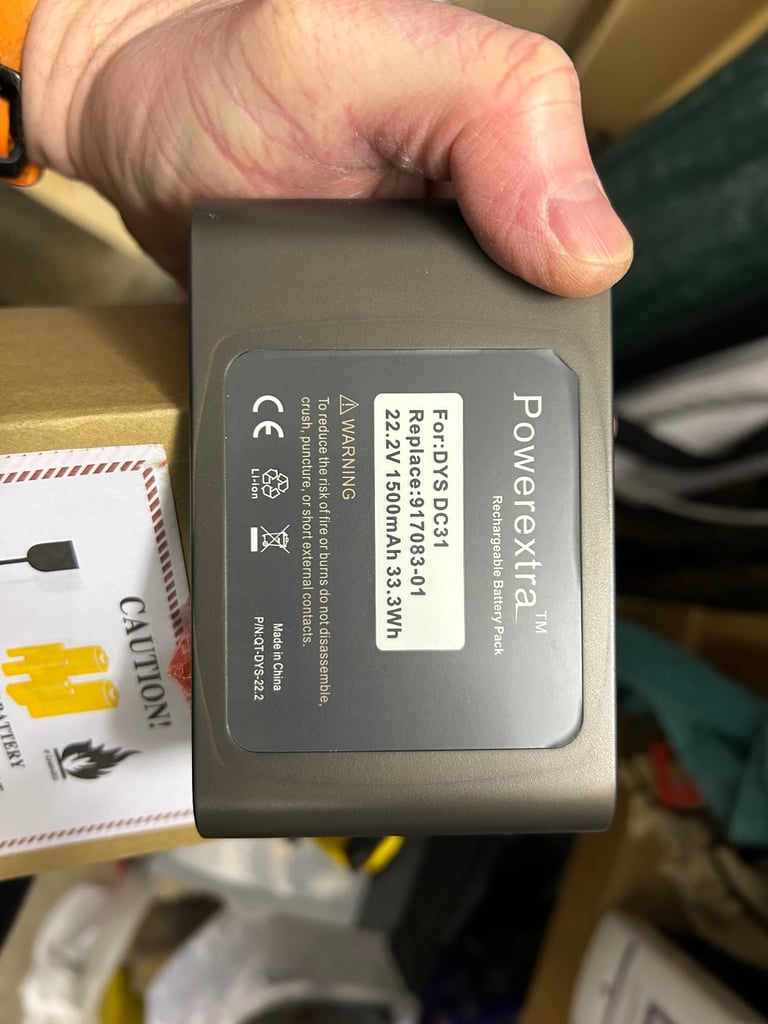 Powerextra™
Rechargeable Battery Pack
For:DYS DC31
Replace:917083-01
22.2V 1500mAh 33.3Wh
⚠WARNING
To reduce the risk of fire or burns do not disassemble,
crush, puncture, or short external contacts.
CE
Li-ion
Made in China
P/N:QT-DYS-22.2
CAUTION!
BATTERY